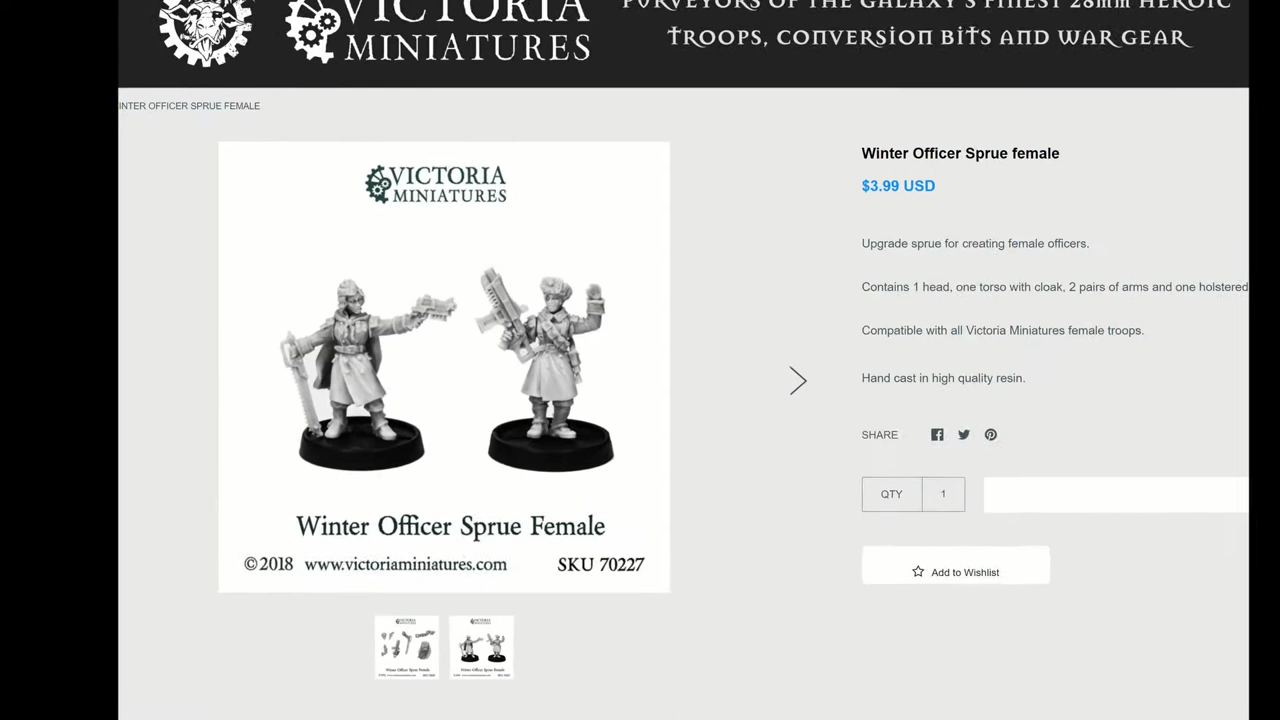 VICTORIA
MINIATURES
PURVEYORS OF THE GALAXY'S FINEST 28mm HEROIC
TROOPS, CONVERSION BITS AND WAR GEAR
INTER OFFICER SPRUE FEMALE
VICTORIA
MINIATURES
Winter Officer Sprue Female
©2018 www.victoriaminiatures.com SKU 70227
Winter Officer Sprue female
$3.99 USD
Upgrade sprue for creating female officers.
Contains 1 head, one torso with cloak, 2 pairs of arms and one holstered
Compatible with all Victoria Miniatures female troops.
Hand cast in high quality resin.
SHARE
QTY 1
Add to Wishlist